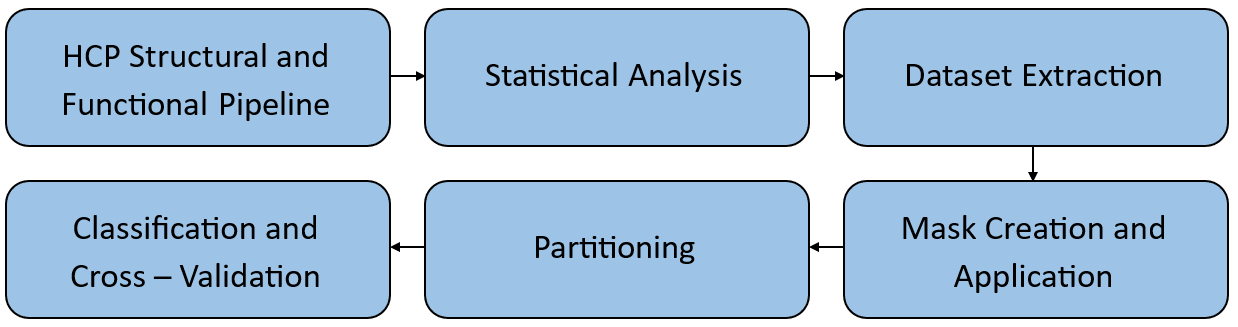 HCP Structural and
Functional Pipeline
Statistical Analysis
Dataset Extraction
Mask Creation and
Application
Partitioning
Classification and
Cross – Validation